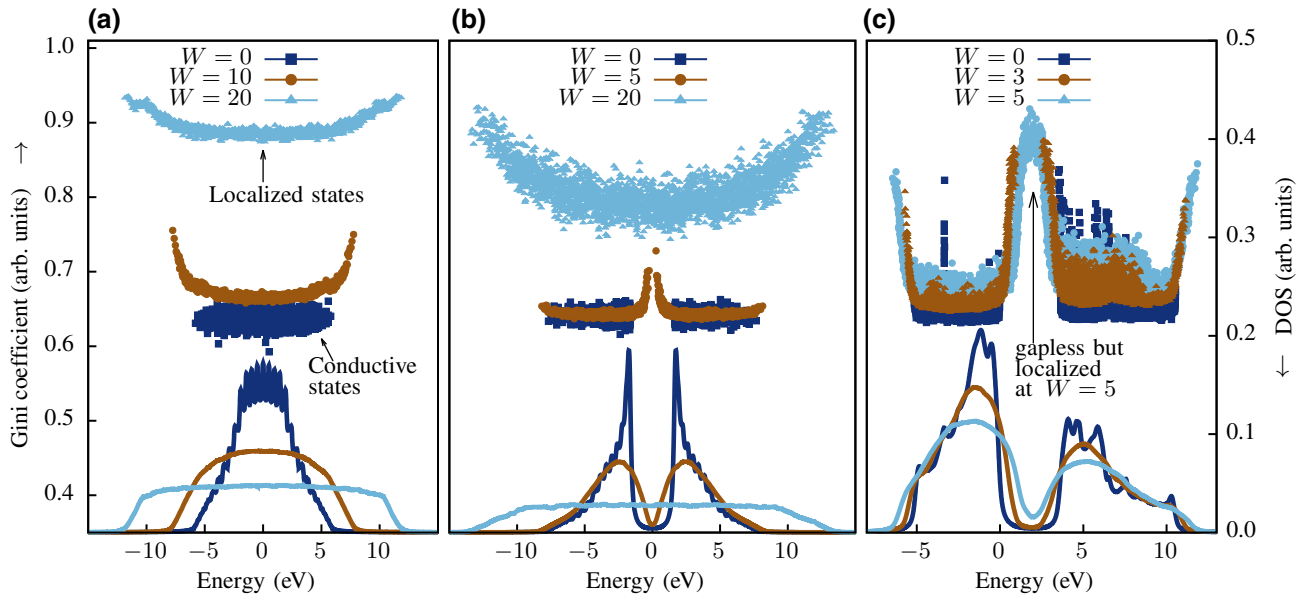 (a)
(b)
(c)
1.0
0.9
0.8
0.7
0.6
0.5
0.4
Gini coefficient (arb. units) →
W = 0
W = 10
W = 20
Localized states
Conductive
states
−10
−5
0
5
10
Energy (eV)
W = 0
W = 5
W = 20
−10
−5
0
5
10
Energy (eV)
W = 0
W = 3
W = 5
gapless but
localized
at W = 5
−5
0
5
10
Energy (eV)
0.5
0.4
0.3
0.2
0.1
0.0
← DOS (arb. units)